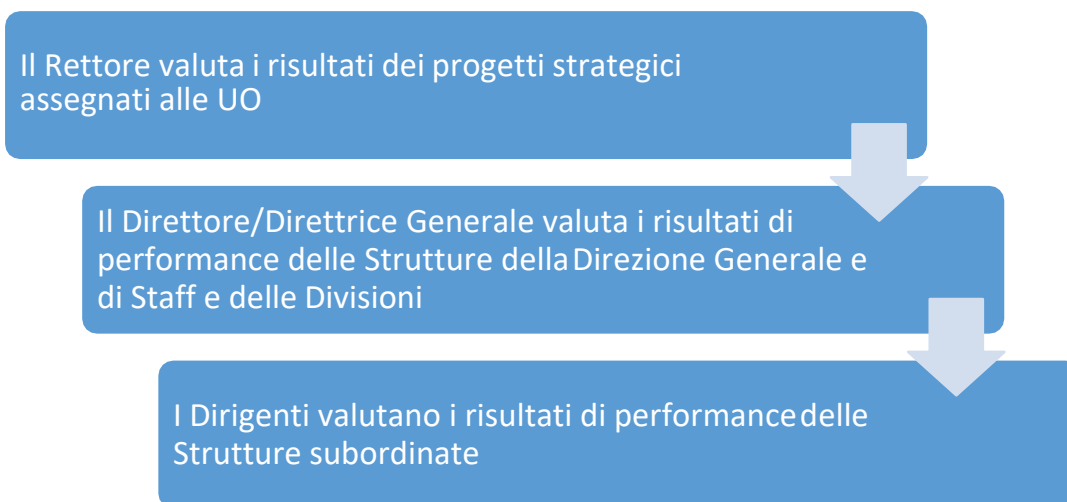 Il Rettore valuta i risultati dei progetti strategici
assegnati alle UO
Il Direttore/Direttrice Generale valuta i risultati di
performance delle Strutture della Direzione Generale e
di Staff e delle Divisioni
I Dirigenti valutano i risultati di performance delle
Strutture subordinate